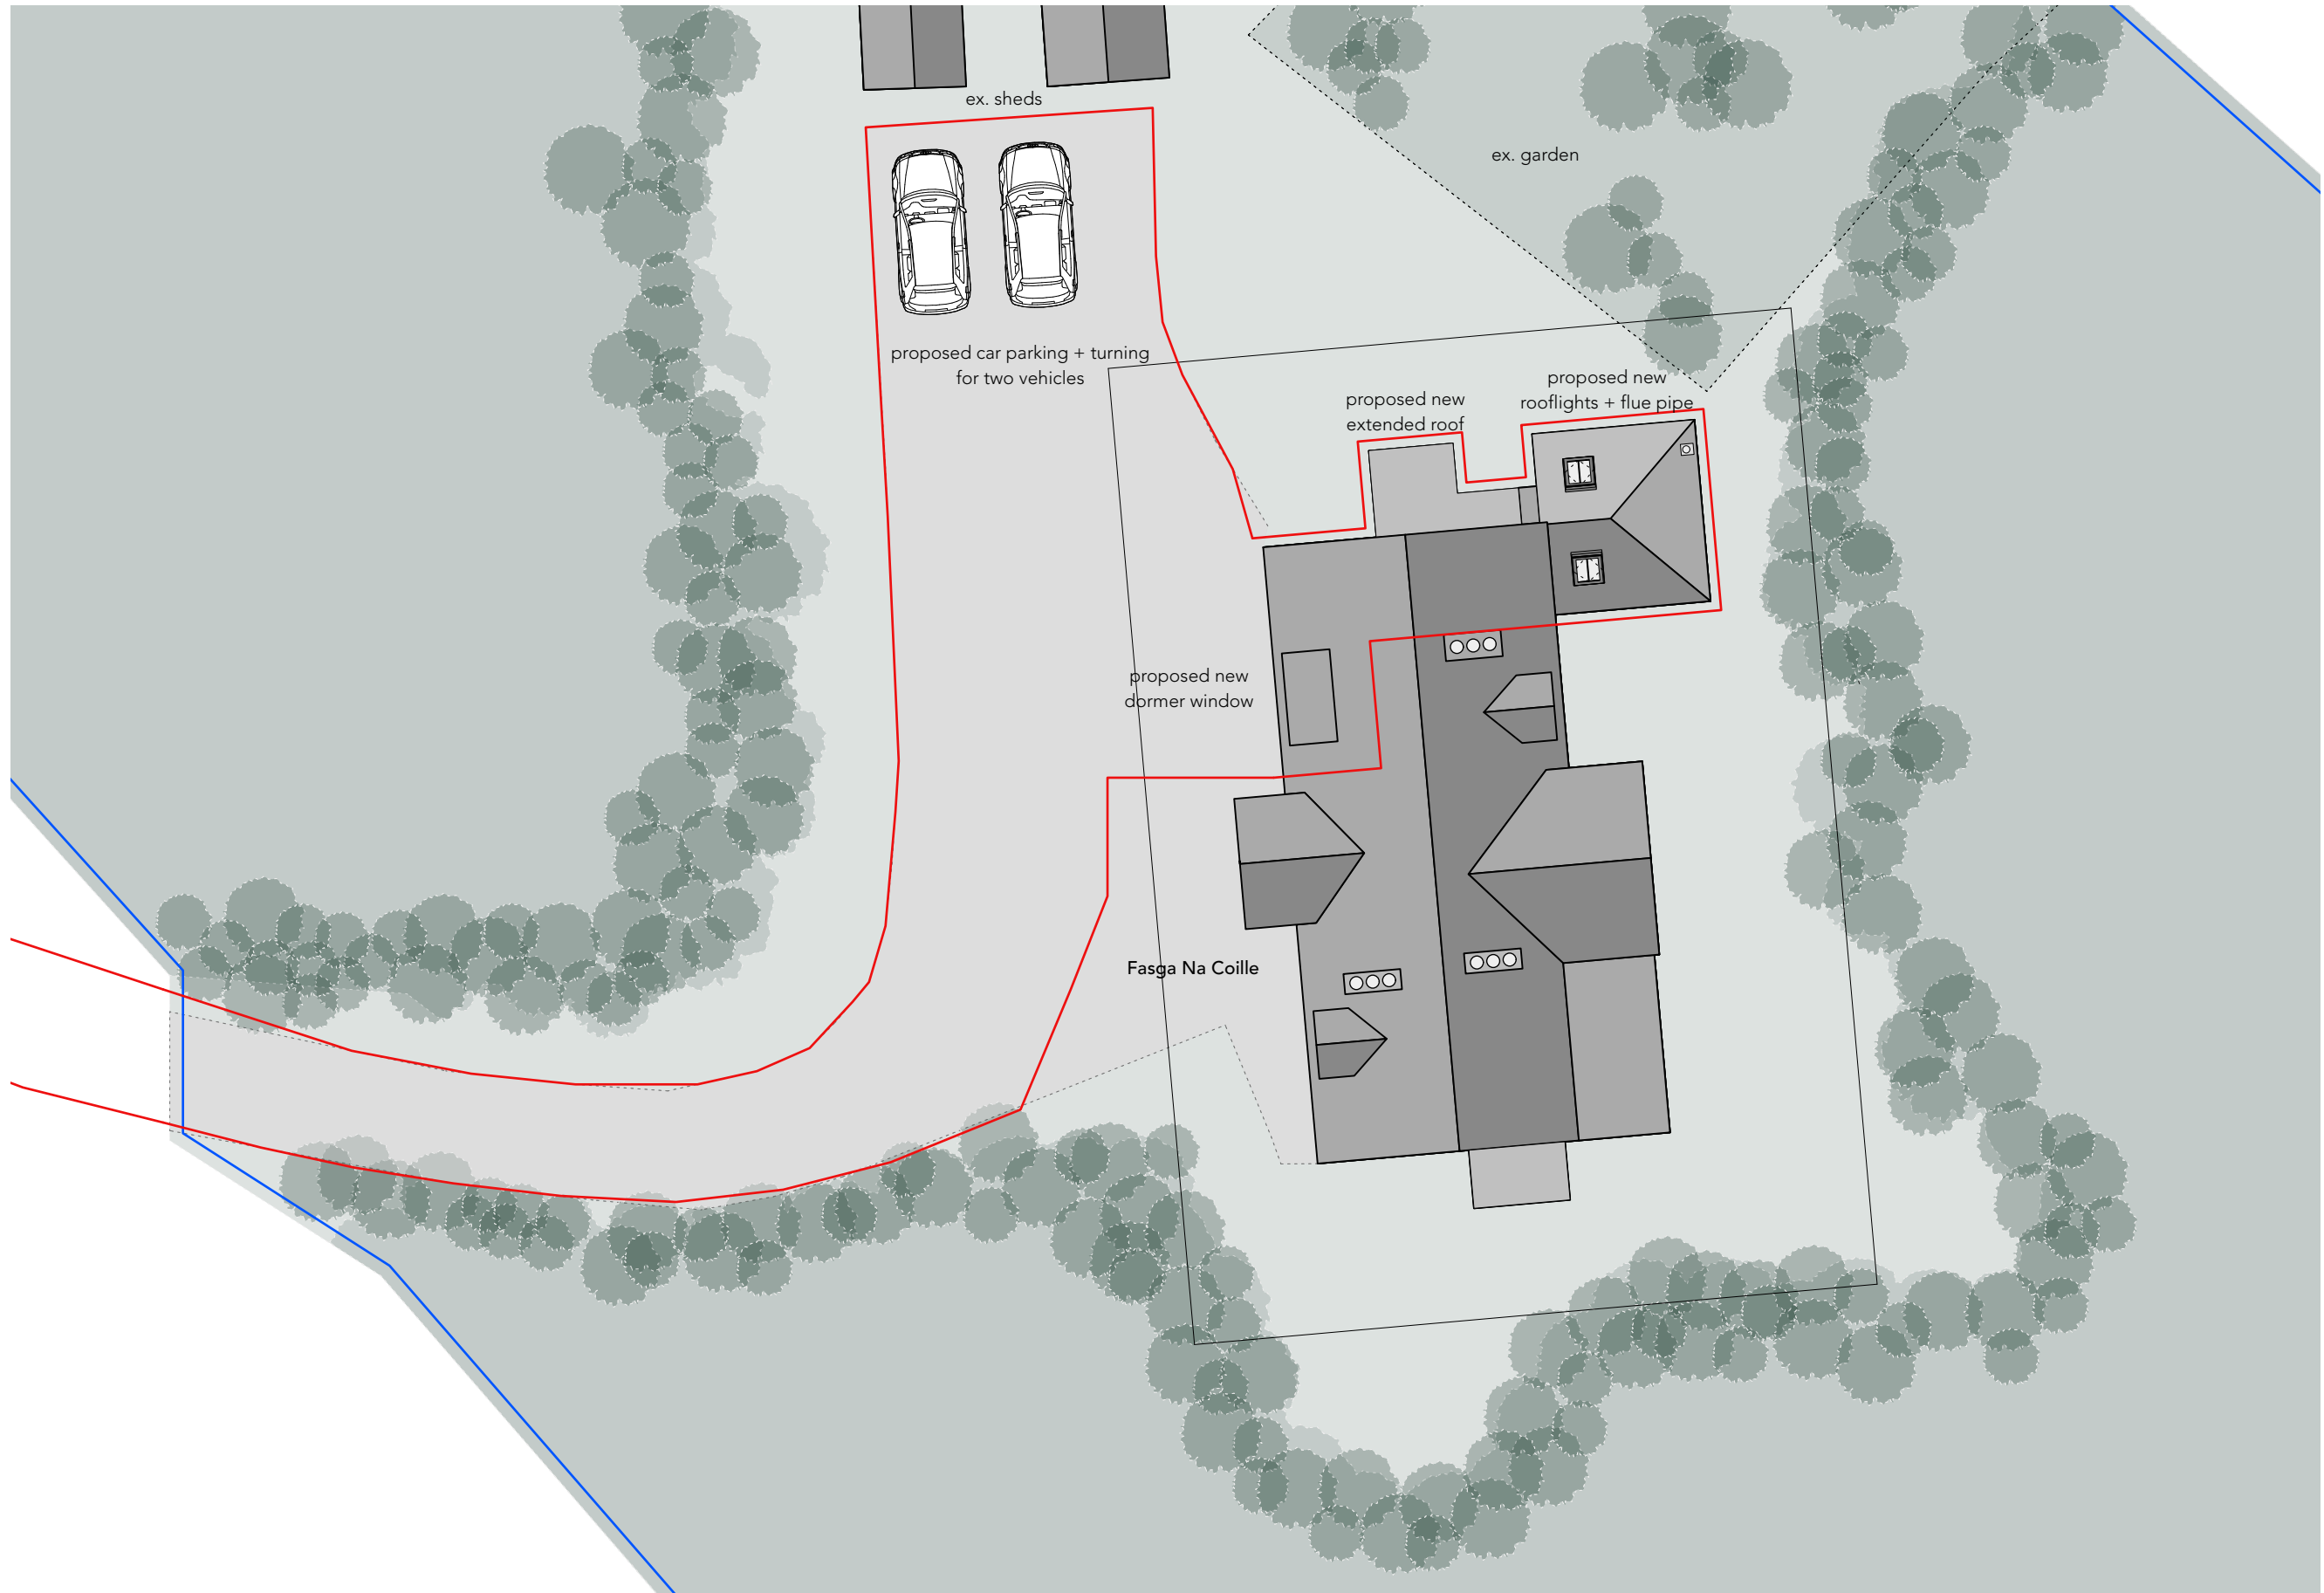 ex. sheds
ex. garden
proposed car parking + turning
for two vehicles
proposed new
extended roof
proposed new
rooflights + flue pipe
proposed new
dormer window
Fasga Na Coille